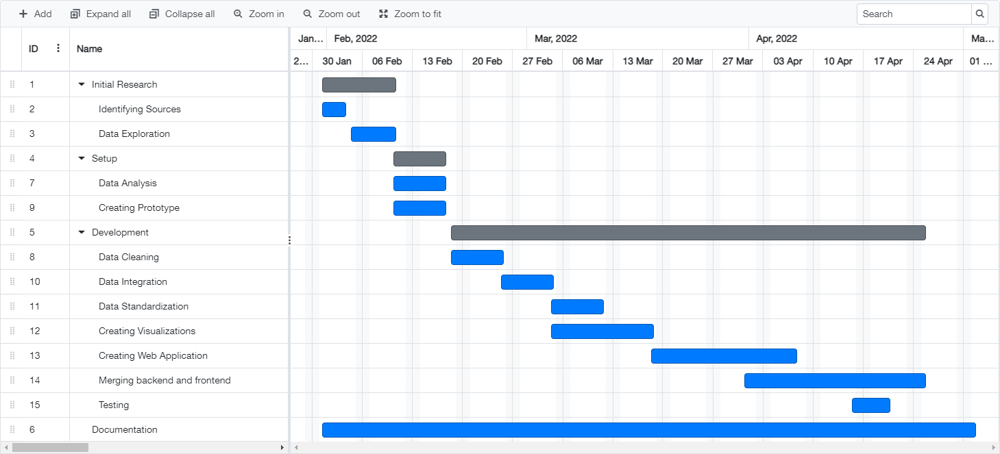 Add Expand all Collapse all Zoom in Zoom out Zoom to fit Search
ID Name
Jan... Feb, 2022 Mar, 2022 Apr, 2022 Ma...
2... 30 Jan 06 Feb 13 Feb 20 Feb 27 Feb 06 Mar 13 Mar 20 Mar 27 Mar 03 Apr 10 Apr 17 Apr 24 Apr 01 ...
1 Initial Research
2 Identifying Sources
3 Data Exploration
4 Setup
7 Data Analysis
9 Creating Prototype
5 Development
8 Data Cleaning
10 Data Integration
11 Data Standardization
12 Creating Visualizations
13 Creating Web Application
14 Merging backend and frontend
15 Testing
6 Documentation